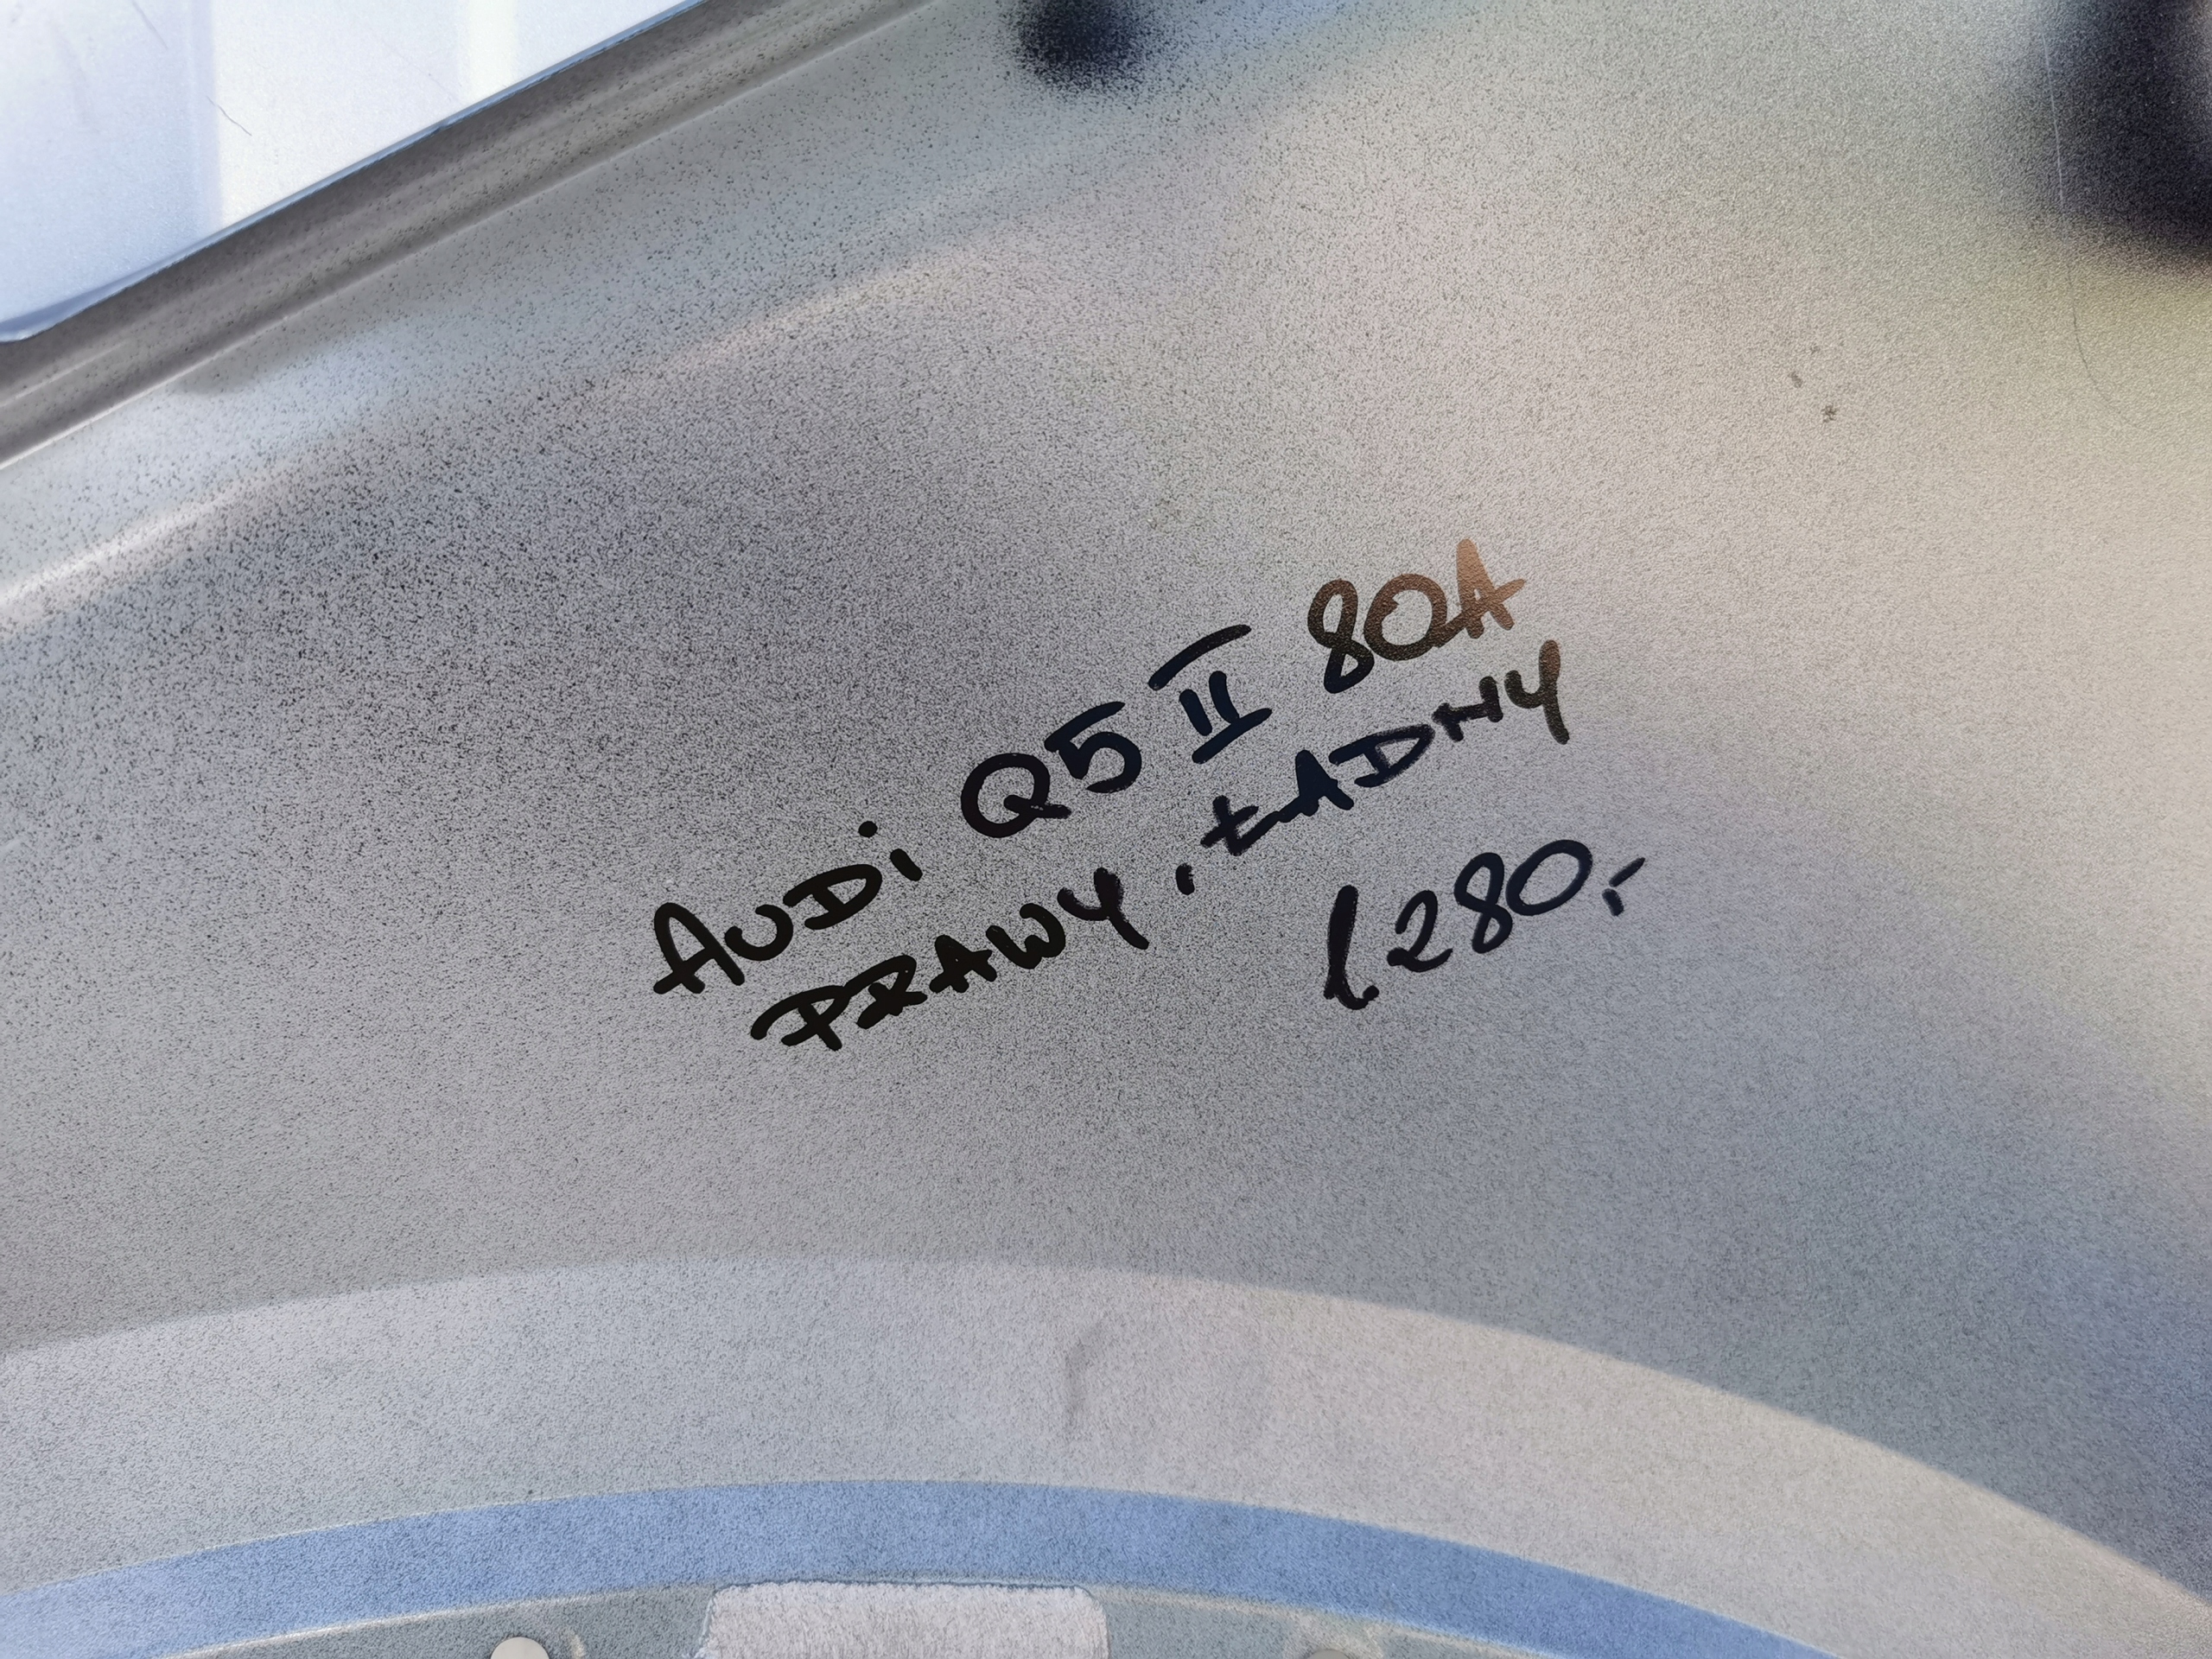 AUDi Q5 II 80A
PRAWY, ŁADNY
1280,-